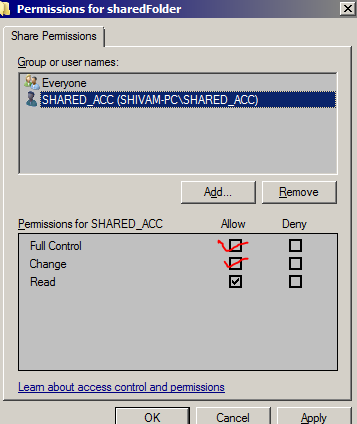 Permissions for sharedFolder
Share Permissions
Group or user names:
Everyone
SHARED_ACC (SHIVAM-PC\SHARED_ACC)
Add... Remove
Permissions for SHARED_ACC Allow Deny
Full Control
Change
Read
Learn about access control and permissions
OK Cancel Apply